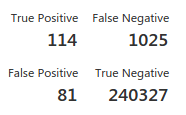 True Positive False Negative
114 1025
False Positive True Negative
81 240327